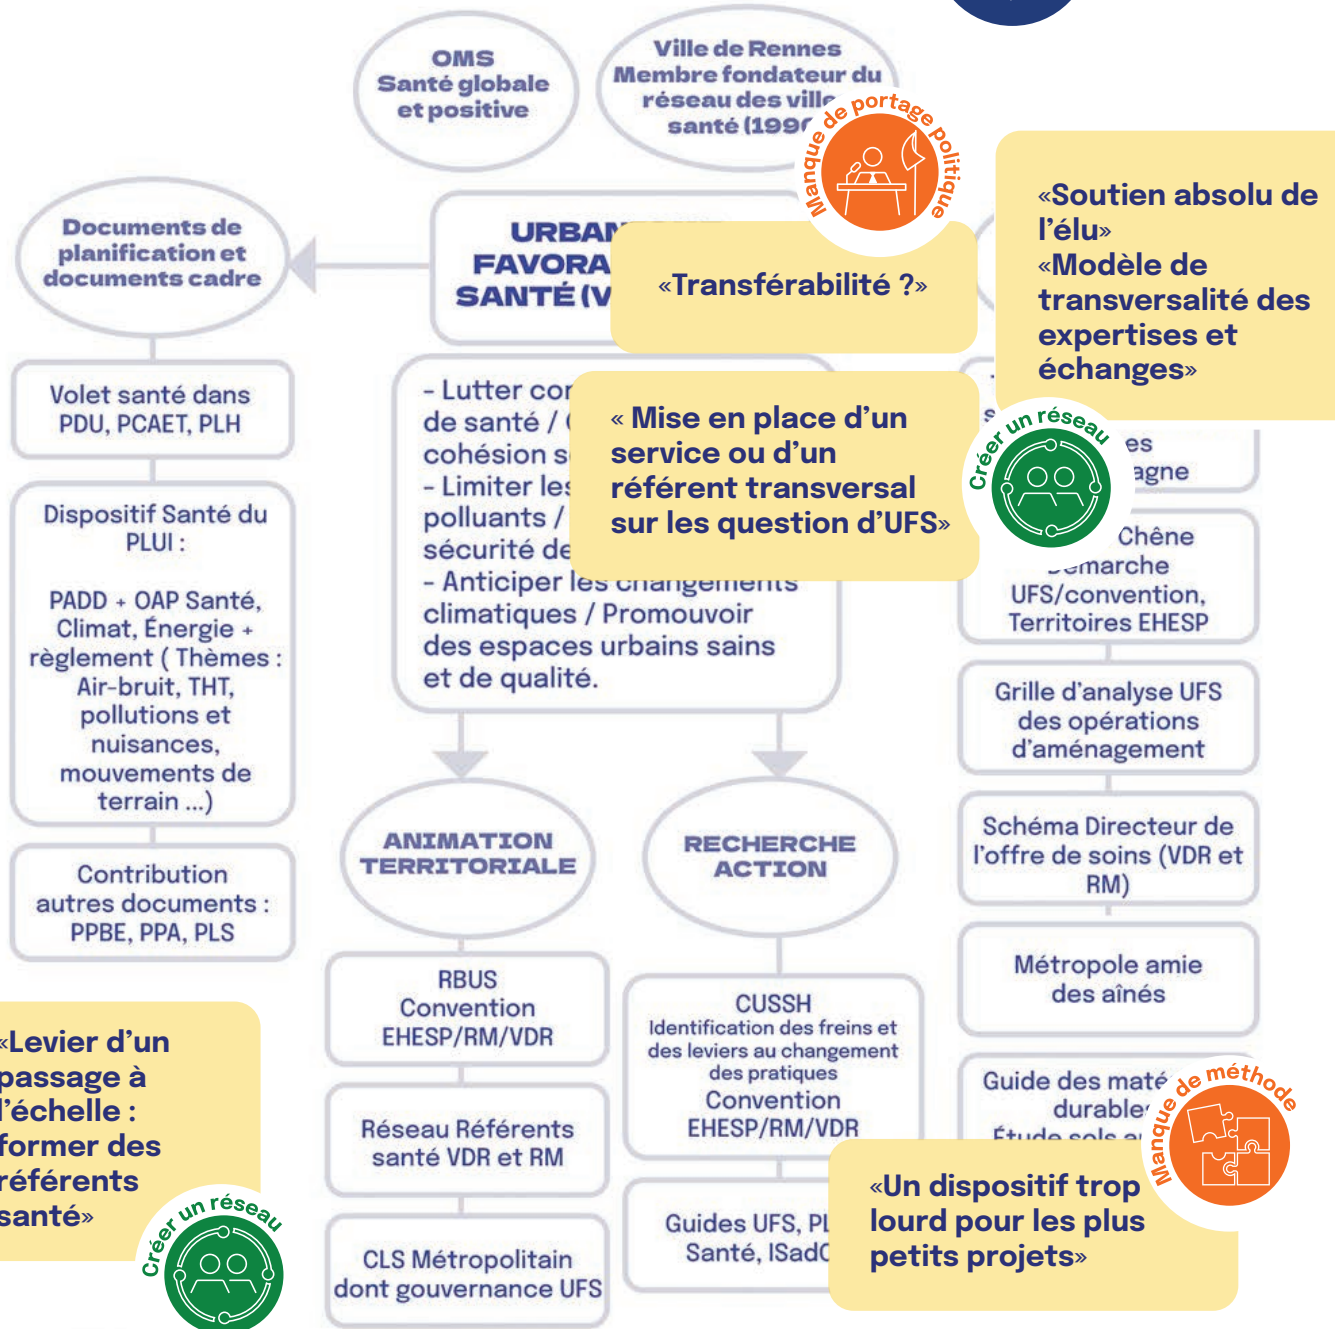 OMS
Santé globale
et positive
Ville de Rennes
Membre fondateur du
réseau des ville
santé (1990
Manque de portage politique
«Soutien absolu de
l'élu»
«Modèle de
transversalité des
expertises et
échanges»
Documents de
planification et
documents cadre
URBAN
FAVORA
SANTÉ (V
«Transférabilité ?»
Volet santé dans
PDU, PCAET, PLH
Dispositif Santé du
PLUI :
PADD + OAP Santé,
Climat, Énergie +
règlement ( Thèmes :
Air-bruit, THT,
pollutions et
nuisances,
mouvements de
terrain ...)
Contribution
autres documents :
PPBE, PPA, PLS
- Lutter con
de santé /
cohésion s
- Limiter les
polluants /
sécurité de
- Anticiper les changements
climatiques / Promouvoir
des espaces urbains sains
et de qualité.
« Mise en place d'un
service ou d'un
référent transversal
sur les question d'UFS»
Créer un réseau
es
agne
Chêne
Démarche
UFS/convention,
Territoires EHESP
Grille d'analyse UFS
des opérations
d'aménagement
Schéma Directeur de
l'offre de soins (VDR et
RM)
Métropole amie
des aînés
Guide des maté
durables
Étude sols
Manque de méthode
ANIMATION
TERRITORIALE
RBUS
Convention
EHESP/RM/VDR
Réseau Référents
santé VDR et RM
CLS Métropolitain
dont gouvernance UFS
RECHERCHE
ACTION
CUSSH
Identification des freins et
des leviers au changement
des pratiques
Convention
EHESP/RM/VDR
Guides UFS, PL
Santé, ISadO
«Un dispositif trop
lourd pour les plus
petits projets»
«Levier d'un
passage à
l'échelle :
former des
référents
santé»
Créer un réseau